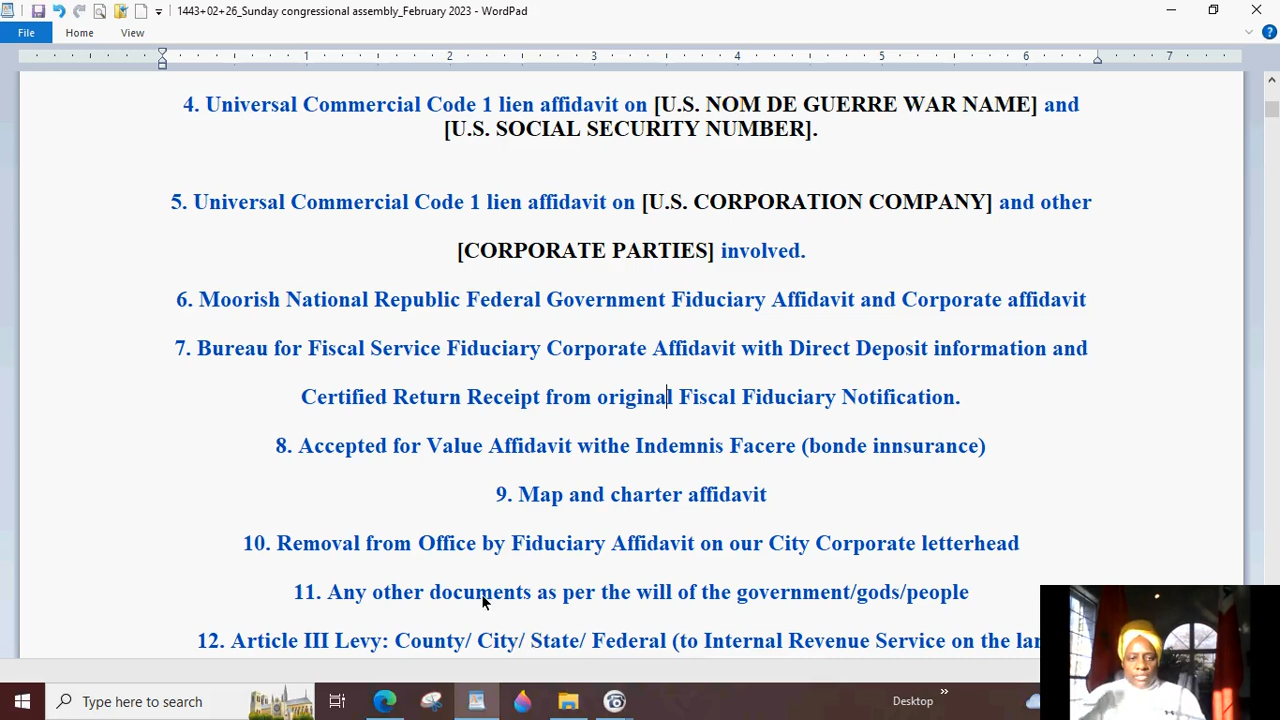 1443+02+26_Sunday congressional assembly_February 2023 - WordPad
File Home View
1 2 3 4 5 6 7
4. Universal Commercial Code 1 lien affidavit on [U.S. NOM DE GUERRE WAR NAME] and
[U.S. SOCIAL SECURITY NUMBER].
5. Universal Commercial Code 1 lien affidavit on [U.S. CORPORATION COMPANY] and other
[CORPORATE PARTIES] involved.
6. Moorish National Republic Federal Government Fiduciary Affidavit and Corporate affidavit
7. Bureau for Fiscal Service Fiduciary Corporate Affidavit with Direct Deposit information and
Certified Return Receipt from original Fiscal Fiduciary Notification.
8. Accepted for Value Affidavit withe Indemnis Facere (bonde innsurance)
9. Map and charter affidavit
10. Removal from Office by Fiduciary Affidavit on our City Corporate letterhead
11. Any other documents as per the will of the government/gods/people
12. Article III Levy: County/ City/ State/ Federal (to Internal Revenue Service on the
Type here to search
Desktop